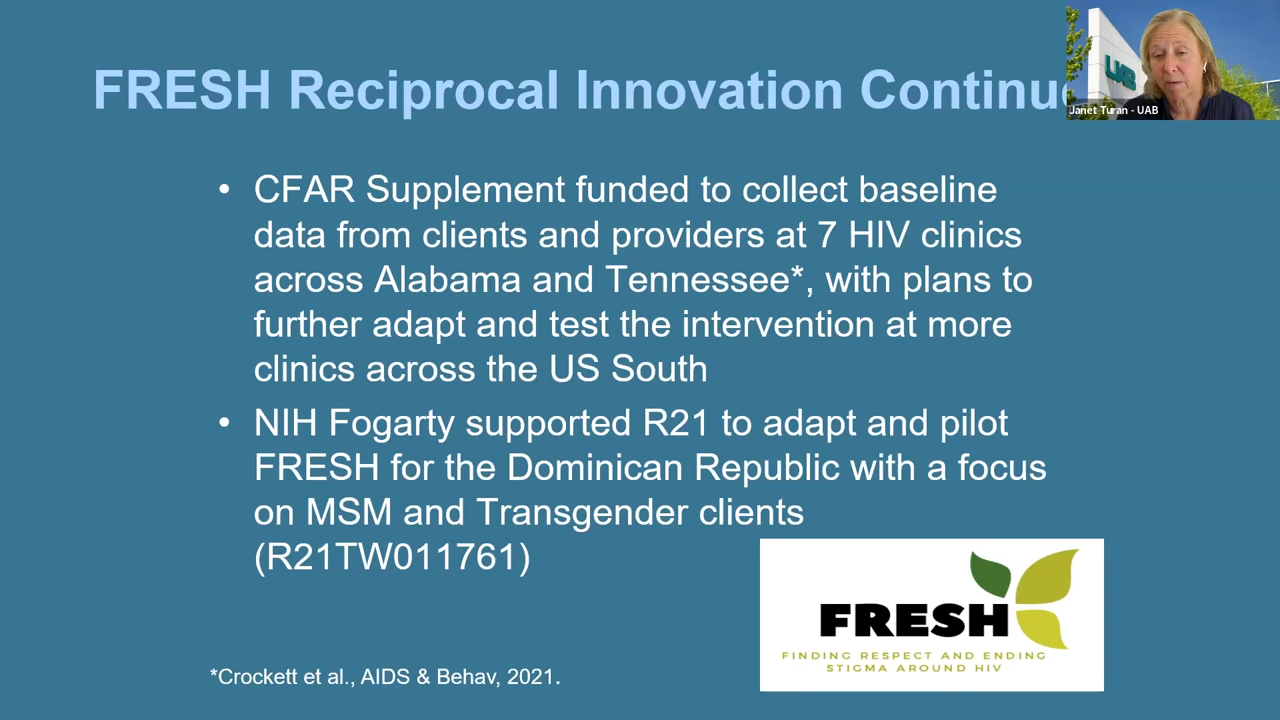 FRESH Reciprocal Innovation Continu
UAB
Janet Turan - UAB
• CFAR Supplement funded to collect baseline
data from clients and providers at 7 HIV clinics
across Alabama and Tennessee*, with plans to
further adapt and test the intervention at more
clinics across the US South
• NIH Fogarty supported R21 to adapt and pilot
FRESH for the Dominican Republic with a focus
on MSM and Transgender clients
(R21TW011761)
FRESH
FINDING RESPECT AND ENDING
STIGMA AROUND HIV
*Crockett et al., AIDS & Behav, 2021.